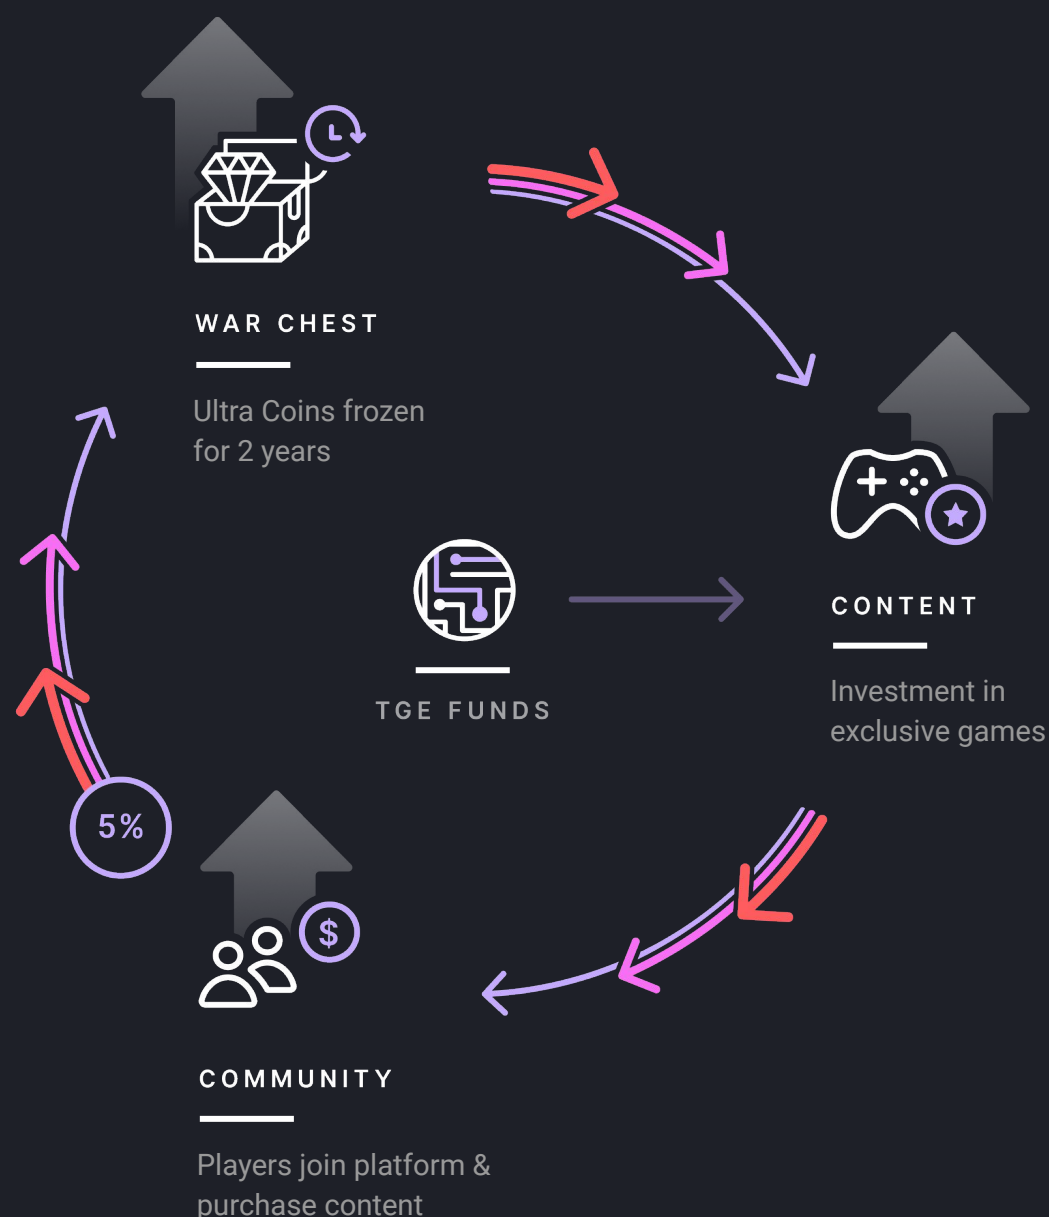 WAR CHEST
Ultra Coins frozen
for 2 years
CONTENT
Investment in
exclusive games
TGE FUNDS
5%
$
COMMUNITY
Players join platform &
purchase content